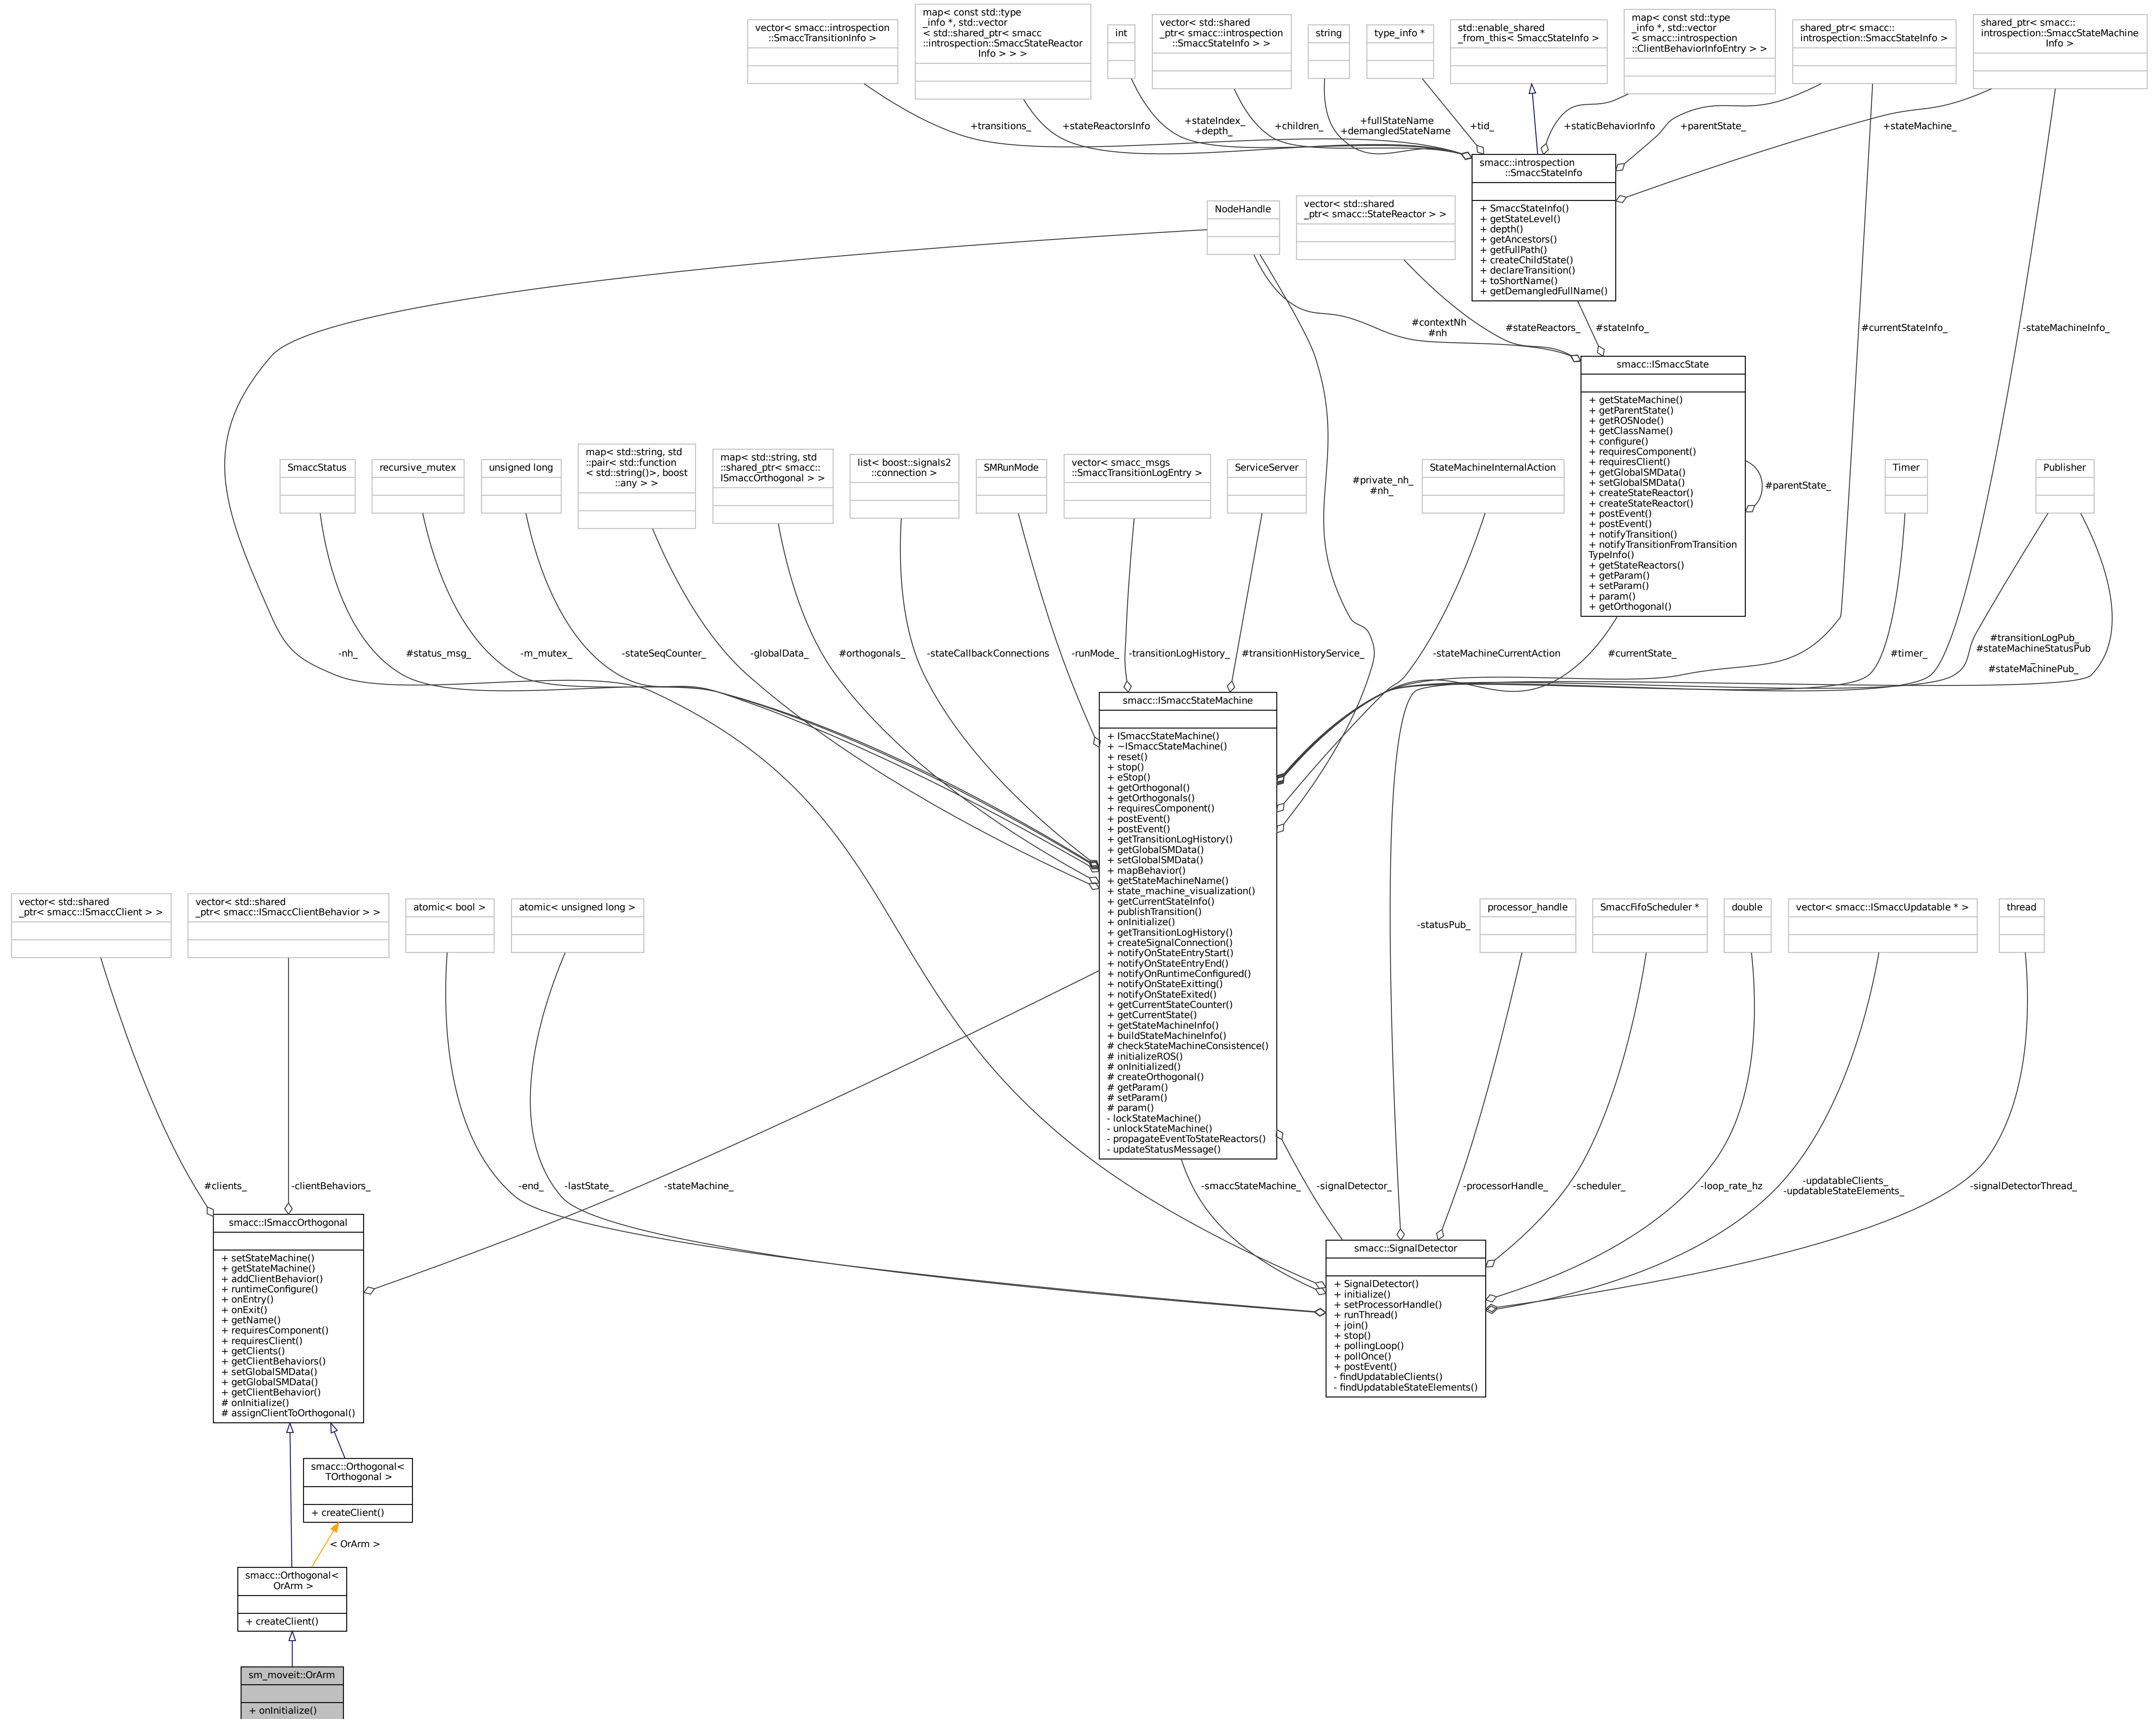 vector< smacc::introspection
::SmaccTransitionInfo >
map< const std::type
_info *, std::vector
< std::shared_ptr< smacc
::introspection::SmaccStateReactor
Info > > >
int
vector< std::shared
_ptr< smacc::introspection
::SmaccStateInfo > >
string
type_info *
std::enable_shared
_from_this< SmaccStateInfo >
map< const std::type
_info *, std::vector
< smacc::introspection
::ClientBehaviorInfoEntry > >
shared_ptr< smacc::
introspection::SmaccStateInfo >
shared_ptr< smacc::
introspection::SmaccStateMachine
Info >
+transitions_
+stateReactorsInfo
+stateIndex_
+depth_
+children_
+fullStateName
+demangledStateName
+tid_
+staticBehaviorInfo
+parentState_
+stateMachine_
smacc::introspection
::SmaccStateInfo
+ SmaccStateInfo()
+ getStateLevel()
+ depth()
+ getAncestors()
+ getFullPath()
+ createChildState()
+ declareTransition()
+ toShortName()
+ getDemangledFullName()
NodeHandle
vector< std::shared
_ptr< smacc::StateReactor > >
#contextNh
#nh
#stateReactors_
#stateInfo_
#currentStateInfo_
-stateMachineInfo_
smacc::ISmaccState
+ getStateMachine()
+ getParentState()
+ getROSNode()
+ getClassName()
+ configure()
+ requiresComponent()
+ requiresClient()
+ getGlobalSMData()
+ setGlobalSMData()
+ createStateReactor()
+ createStateReactor()
+ postEvent()
+ postEvent()
+ notifyTransition()
+ notifyTransitionFromTransition
TypeInfo()
+ getStateReactors()
+ getParam()
+ setParam()
+ param()
+ getOrthogonal()
#parentState_
SmaccStatus
recursive_mutex
unsigned long
map< std::string, std
::pair< std::function
< std::string()>, boost
::any > >
map< std::string, std
::shared_ptr< smacc::
ISmaccOrthogonal > >
list< boost::signals2
::connection >
SMRunMode
vector< smacc_msgs
::SmaccTransitionLogEntry >
ServiceServer
#private_nh_
#nh_
StateMachineInternalAction
Timer
Publisher
-nh_
#status_msg_
-m_mutex_
-stateSeqCounter_
-globalData_
#orthogonals_
-stateCallbackConnections
-runMode_
-transitionLogHistory_
#transitionHistoryService_
-stateMachineCurrentAction
#currentState_
#timer_
#transitionLogPub_
#stateMachineStatusPub
_
#stateMachinePub_
smacc::ISmaccStateMachine
+ ISmaccStateMachine()
+ ~ISmaccStateMachine()
+ reset()
+ stop()
+ eStop()
+ getOrthogonal()
+ getOrthogonals()
+ requiresComponent()
+ postEvent()
+ postEvent()
+ getTransitionLogHistory()
+ getGlobalSMData()
+ setGlobalSMData()
+ mapBehavior()
+ getStateMachineName()
+ state_machine_visualization()
+ getCurrentStateInfo()
+ publishTransition()
+ onInitialize()
+ getTransitionLogHistory()
+ createSignalConnection()
+ notifyOnStateEntryStart()
+ notifyOnStateEntryEnd()
+ notifyOnRuntimeConfigured()
+ notifyOnStateExitting()
+ notifyOnStateExited()
+ getCurrentStateCounter()
+ getCurrentState()
+ getStateMachineInfo()
+ buildStateMachineInfo()
# checkStateMachineConsistence()
# initializeROS()
# onInitialized()
# createOrthogonal()
# getParam()
# setParam()
# param()
- lockStateMachine()
- unlockStateMachine()
- propagateEventToStateReactors()
- updateStatusMessage()
vector< std::shared
_ptr< smacc::ISmaccClient > >
vector< std::shared
_ptr< smacc::ISmaccClientBehavior > >
atomic< bool >
atomic< unsigned long >
-statusPub_
processor_handle
SmaccFifoScheduler *
double
vector< smacc::ISmaccUpdatable * >
thread
#clients_
-clientBehaviors_
-end_
-lastState_
-stateMachine_
-smaccStateMachine_
-signalDetector_
-processorHandle_
-scheduler_
-loop_rate_hz
-updatableClients_
-updatableStateElements_
-signalDetectorThread_
smacc::ISmaccOrthogonal
+ setStateMachine()
+ getStateMachine()
+ addClientBehavior()
+ runtimeConfigure()
+ onEntry()
+ onExit()
+ getName()
+ requiresComponent()
+ requiresClient()
+ getClients()
+ getClientBehaviors()
+ setGlobalSMData()
+ getGlobalSMData()
+ getClientBehavior()
# onInitialize()
# assignClientToOrthogonal()
smacc::SignalDetector
+ SignalDetector()
+ initialize()
+ setProcessorHandle()
+ runThread()
+ join()
+ stop()
+ pollingLoop()
+ pollOnce()
+ postEvent()
- findUpdatableClients()
- findUpdatableStateElements()
smacc::Orthogonal<
TOrthogonal >
+ createClient()
< OrArm >
smacc::Orthogonal<
OrArm >
+ createClient()
sm_moveit::OrArm
+ onInitialize()